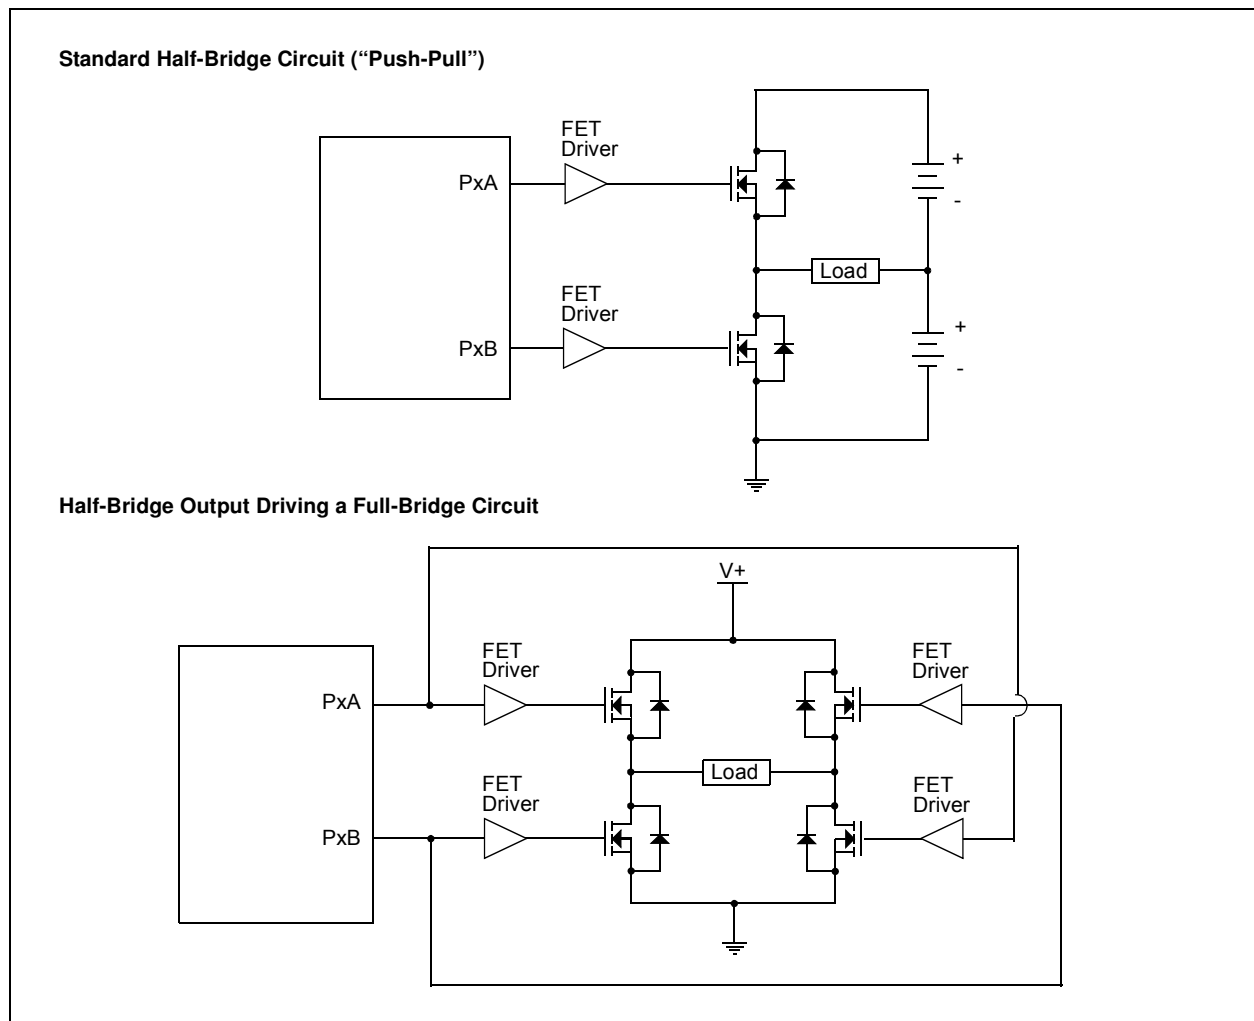 Standard Half-Bridge Circuit (“Push-Pull”)
FET
Driver
PxA
+
-
Load
FET
Driver
PxB
+
-
Half-Bridge Output Driving a Full-Bridge Circuit
V+
FET
Driver
FET
Driver
PxA
Load
FET
Driver
FET
Driver
PxB